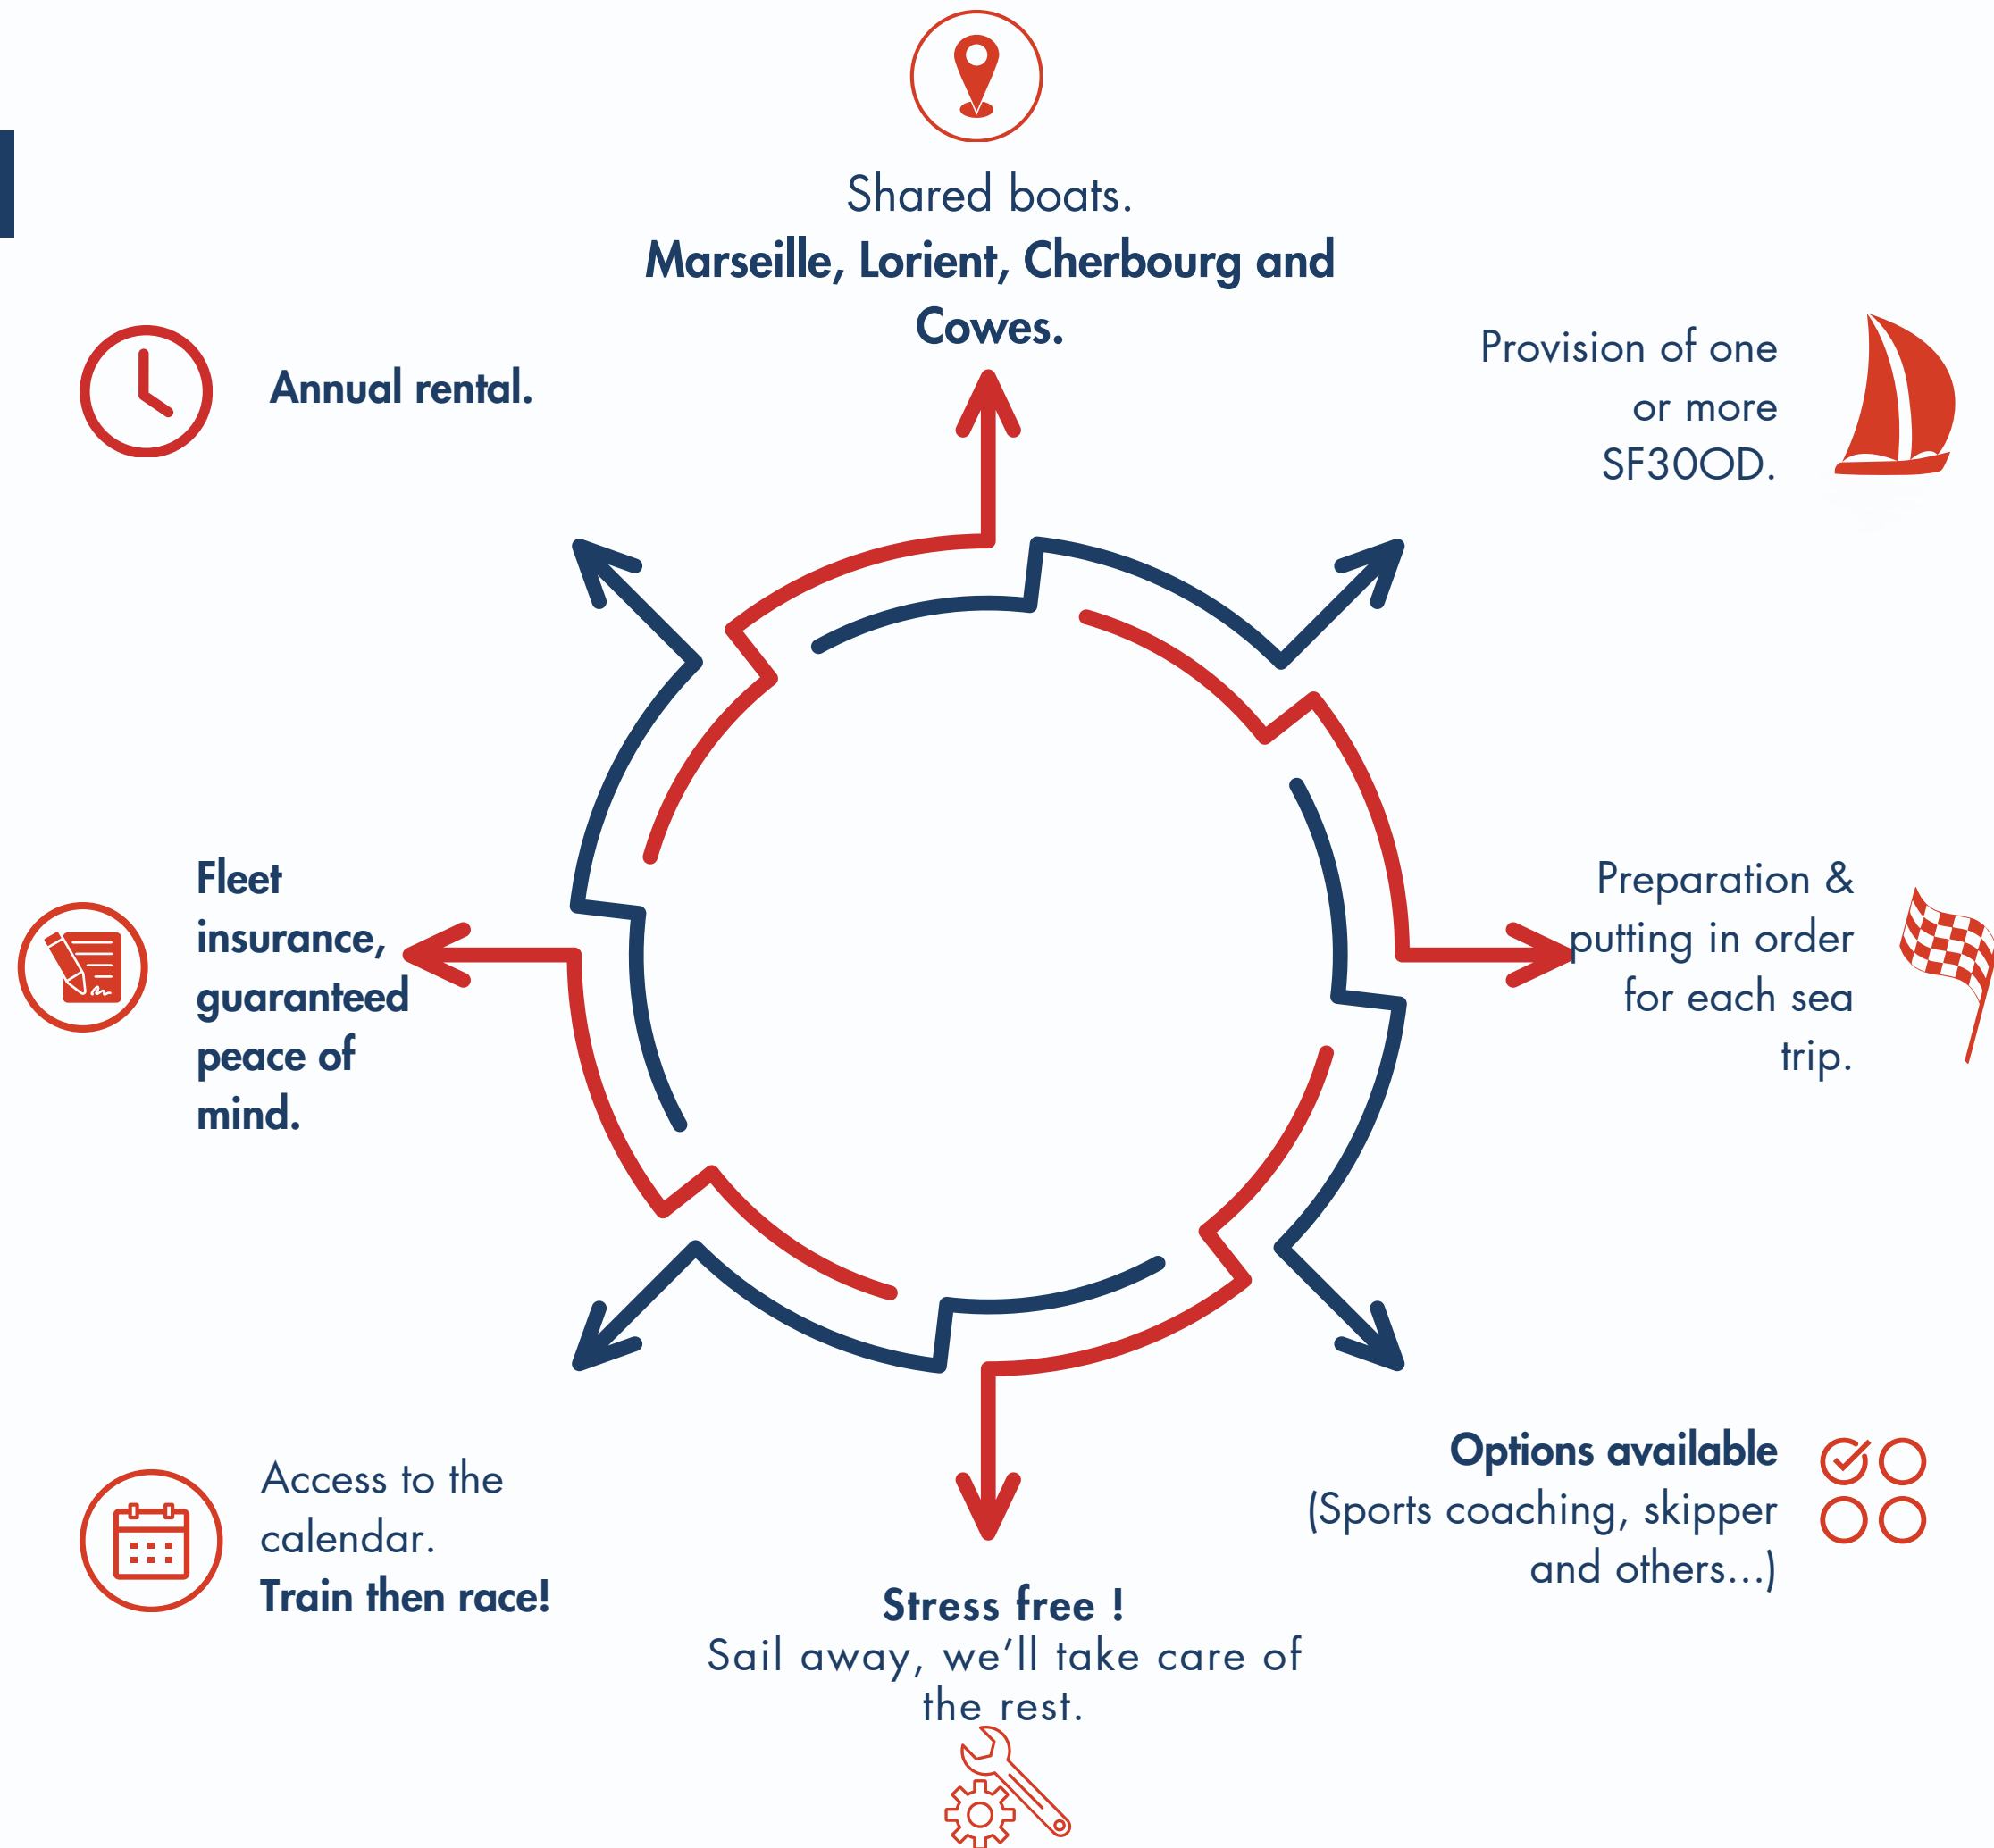 Shared boats.
Marseille, Lorient, Cherbourg and
Cowes.
Annual rental.
Provision of one
or more
SF30OD.
Fleet
insurance,
guaranteed
peace of
mind.
Preparation &
putting in order
for each sea
trip.
Access to the
calendar.
Train then race!
Options available
(Sports coaching, skipper
and others...)
Stress free !
Sail away, we'll take care of
the rest.